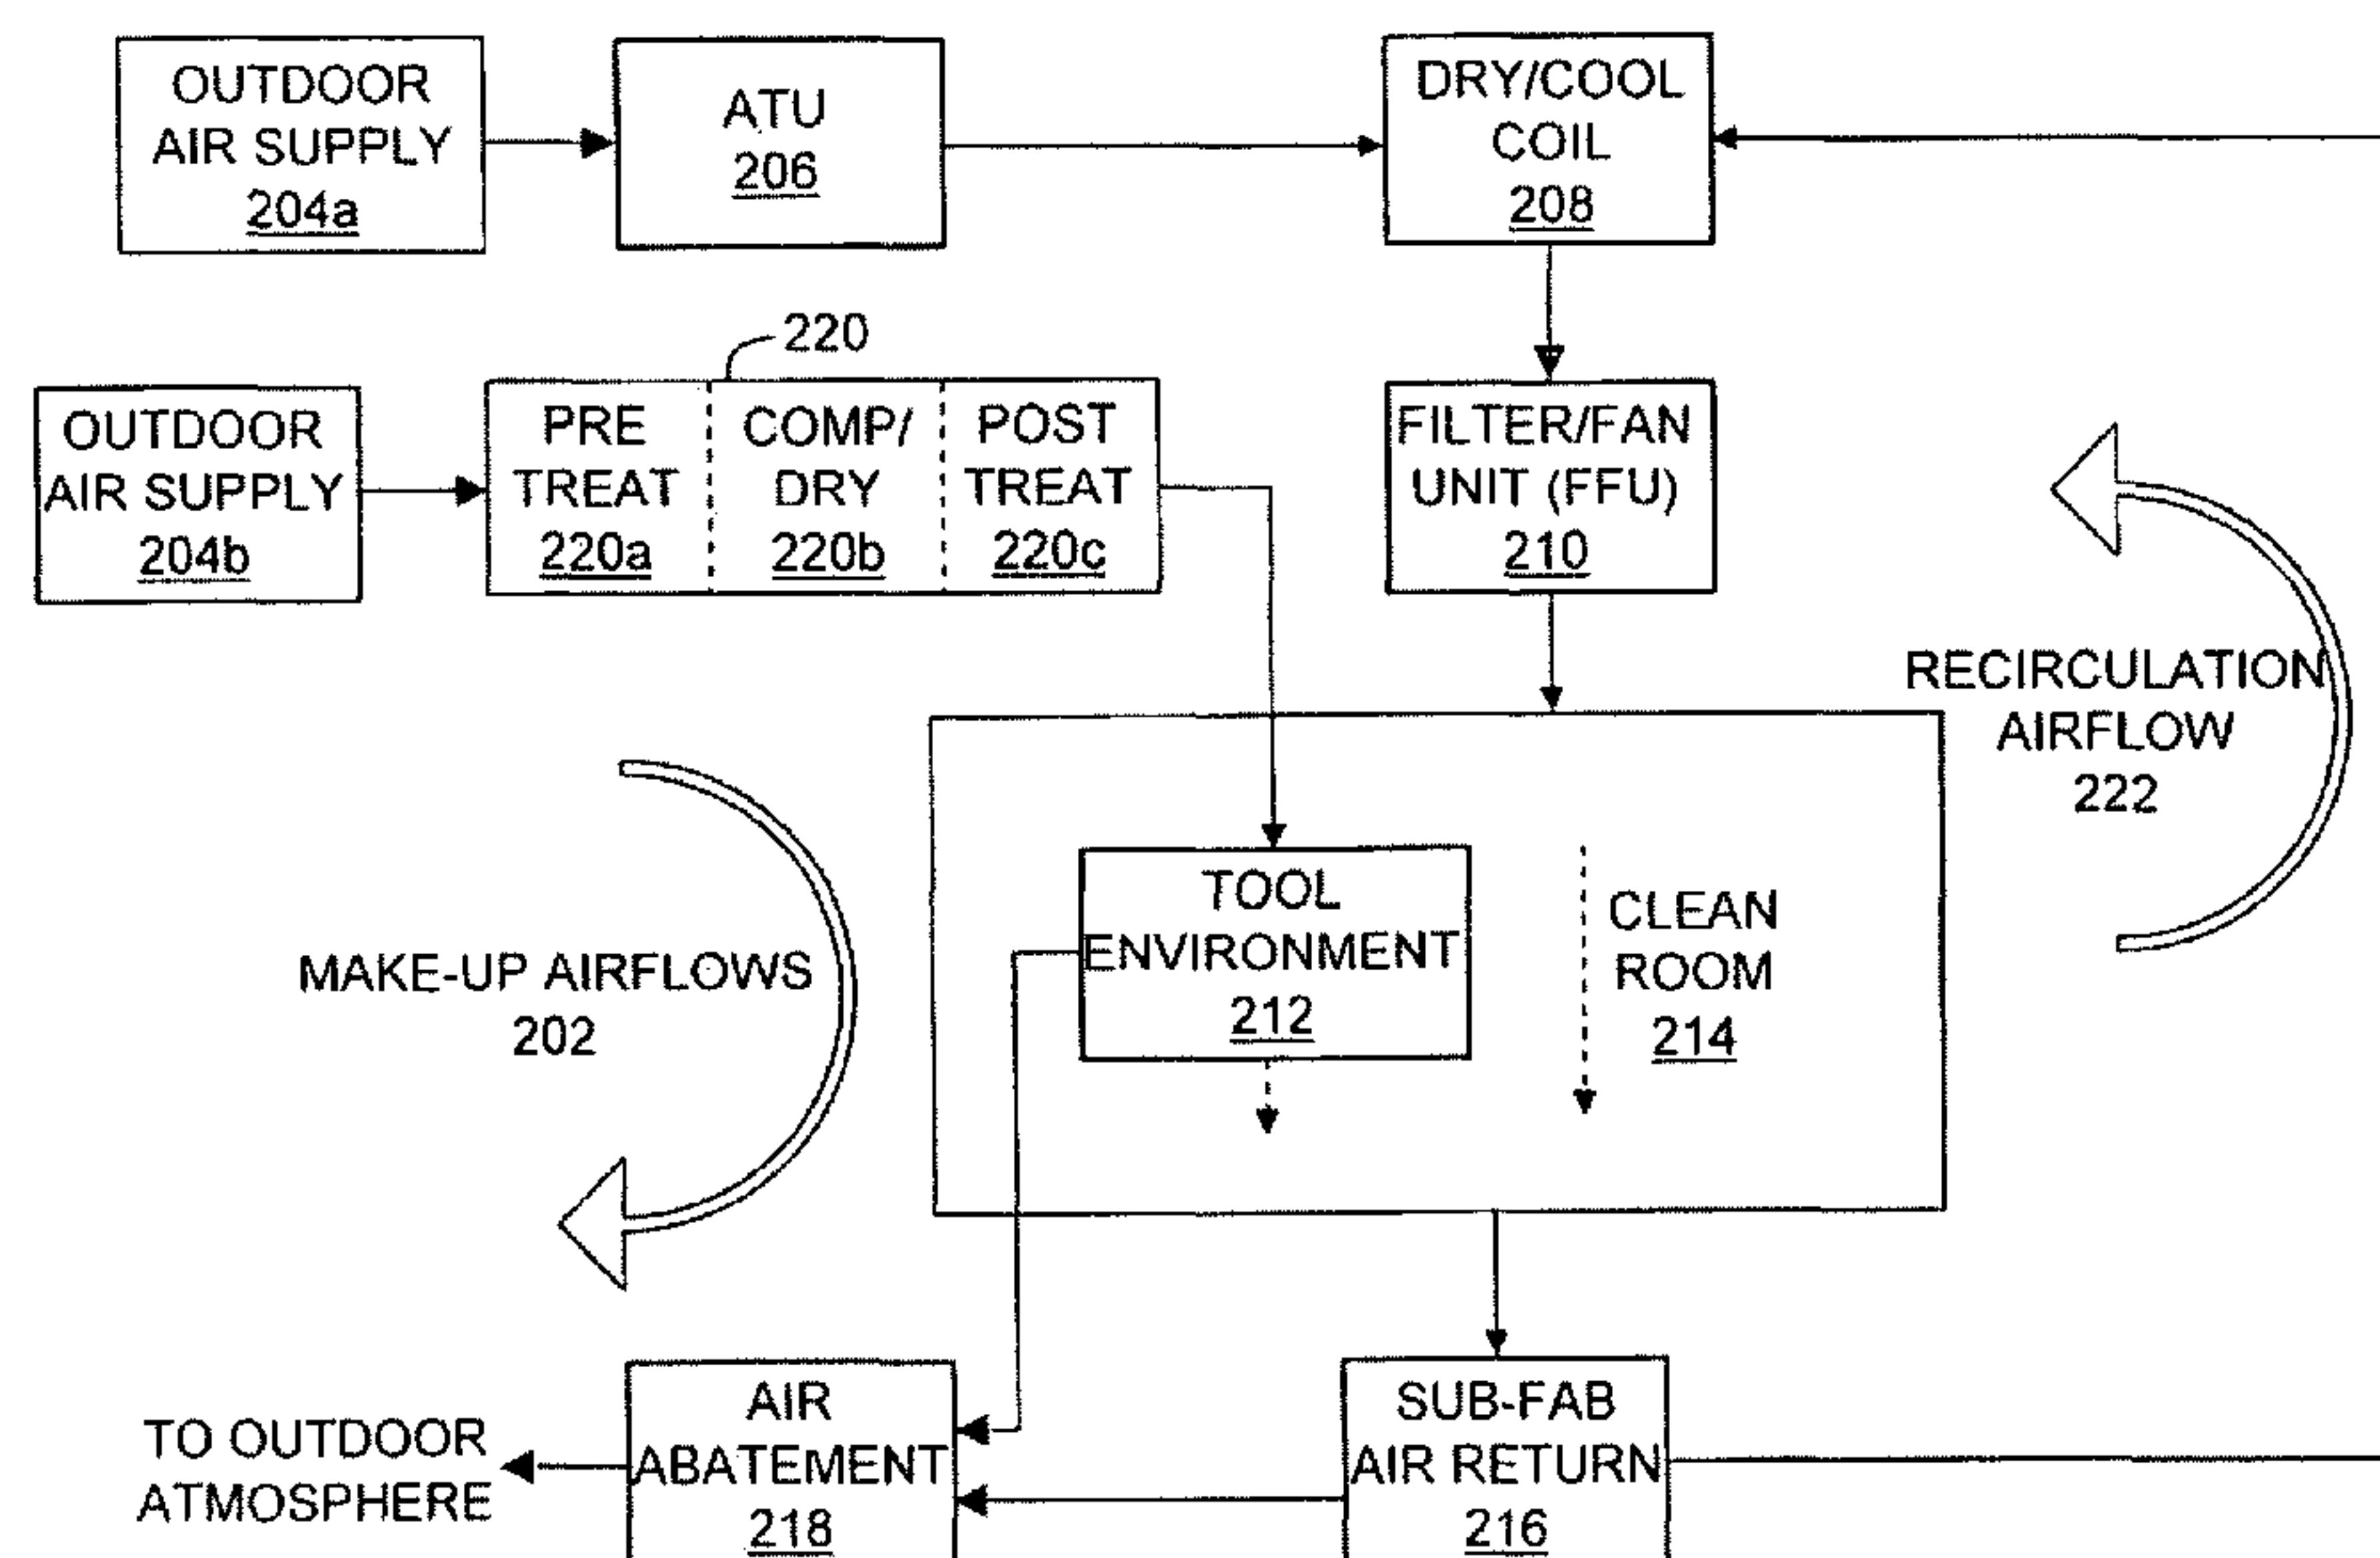 OUTDOOR
AIR SUPPLY
204a
ATU
206
DRY/COOL
COIL
208
220
OUTDOOR
AIR SUPPLY
204b
PRE
TREAT
220a
COMP/
DRY
220b
POST
TREAT
220c
FILTER/FAN
UNIT (FFU)
210
RECIRCULATION
AIRFLOW
222
MAKE-UP AIRFLOWS
202
TOOL
ENVIRONMENT
212
CLEAN
ROOM
214
TO OUTDOOR
ATMOSPHERE
AIR
ABATEMENT
218
SUB-FAB
AIR RETURN
216